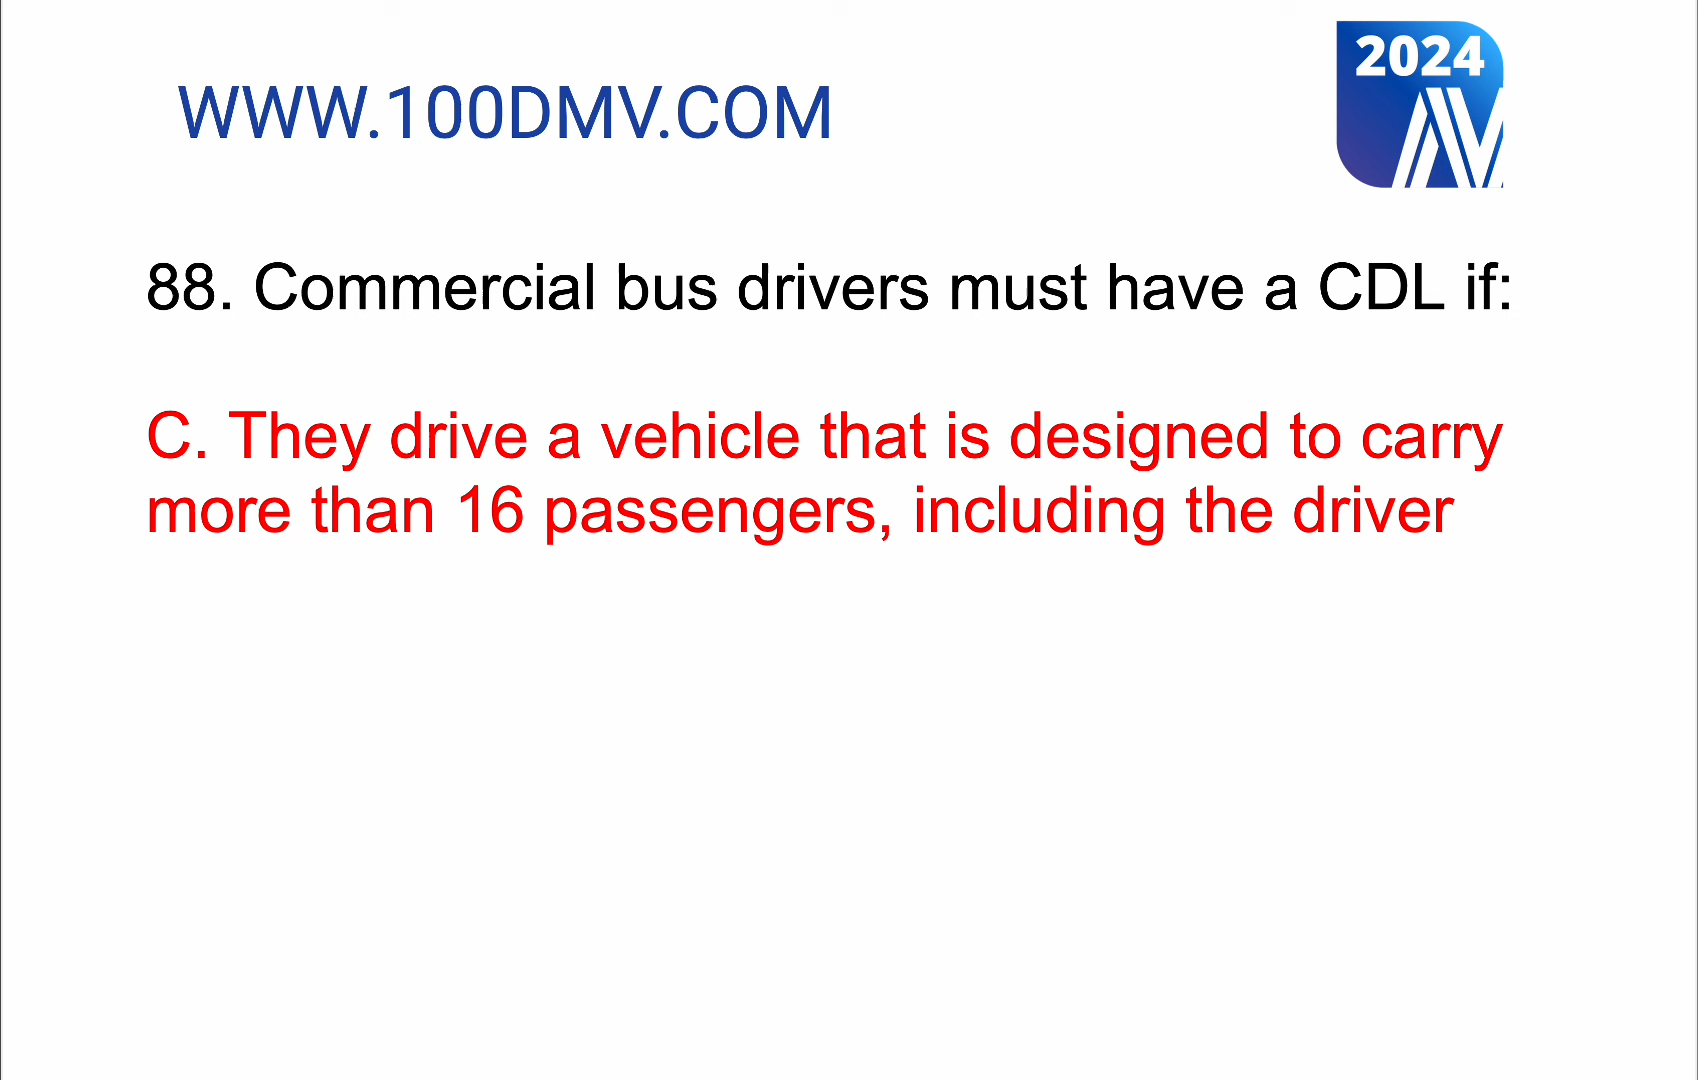 WWW.100DMV.COM
2024
88. Commercial bus drivers must have a CDL if:
C. They drive a vehicle that is designed to carry
more than 16 passengers, including the driver